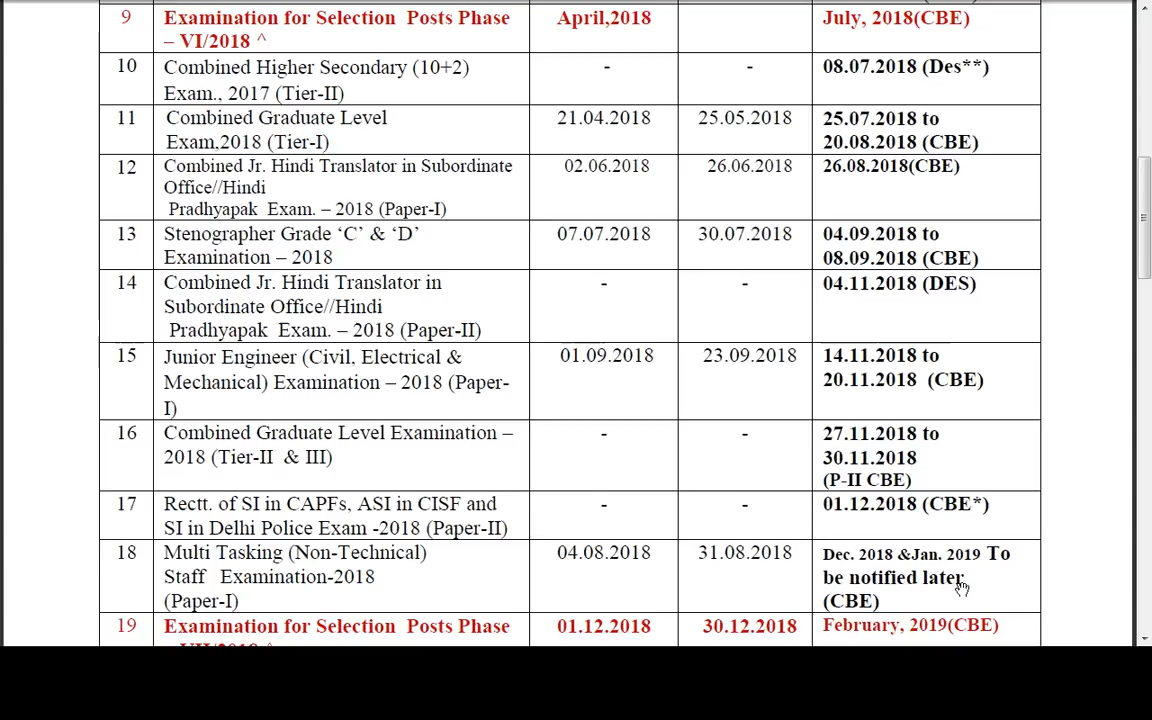 9 Examination for Selection Posts Phase April,2018 July, 2018(CBE)
– VI/2018 ^
10 Combined Higher Secondary (10+2) - - 08.07.2018 (Des**)
Exam., 2017 (Tier-II)
11 Combined Graduate Level 21.04.2018 25.05.2018 25.07.2018 to
Exam,2018 (Tier-I) 20.08.2018 (CBE)
12 Combined Jr. Hindi Translator in Subordinate 02.06.2018 26.06.2018 26.08.2018(CBE)
Office//Hindi
Pradhyapak Exam. – 2018 (Paper-I)
13 Stenographer Grade ‘C’ & ‘D’ 07.07.2018 30.07.2018 04.09.2018 to
Examination – 2018 08.09.2018 (CBE)
14 Combined Jr. Hindi Translator in - - 04.11.2018 (DES)
Subordinate Office//Hindi
Pradhyapak Exam. – 2018 (Paper-II)
15 Junior Engineer (Civil, Electrical & 01.09.2018 23.09.2018 14.11.2018 to
Mechanical) Examination – 2018 (Paper- 20.11.2018 (CBE)
I)
16 Combined Graduate Level Examination – - - 27.11.2018 to
2018 (Tier-II & III) 30.11.2018
(P-II CBE)
17 Rectt. of SI in CAPFs, ASI in CISF and - - 01.12.2018 (CBE*)
SI in Delhi Police Exam -2018 (Paper-II)
18 Multi Tasking (Non-Technical) 04.08.2018 31.08.2018 Dec. 2018 &Jan. 2019 To
Staff Examination-2018 be notified later
(Paper-I) (CBE)
19 Examination for Selection Posts Phase 01.12.2018 30.12.2018 February, 2019(CBE)